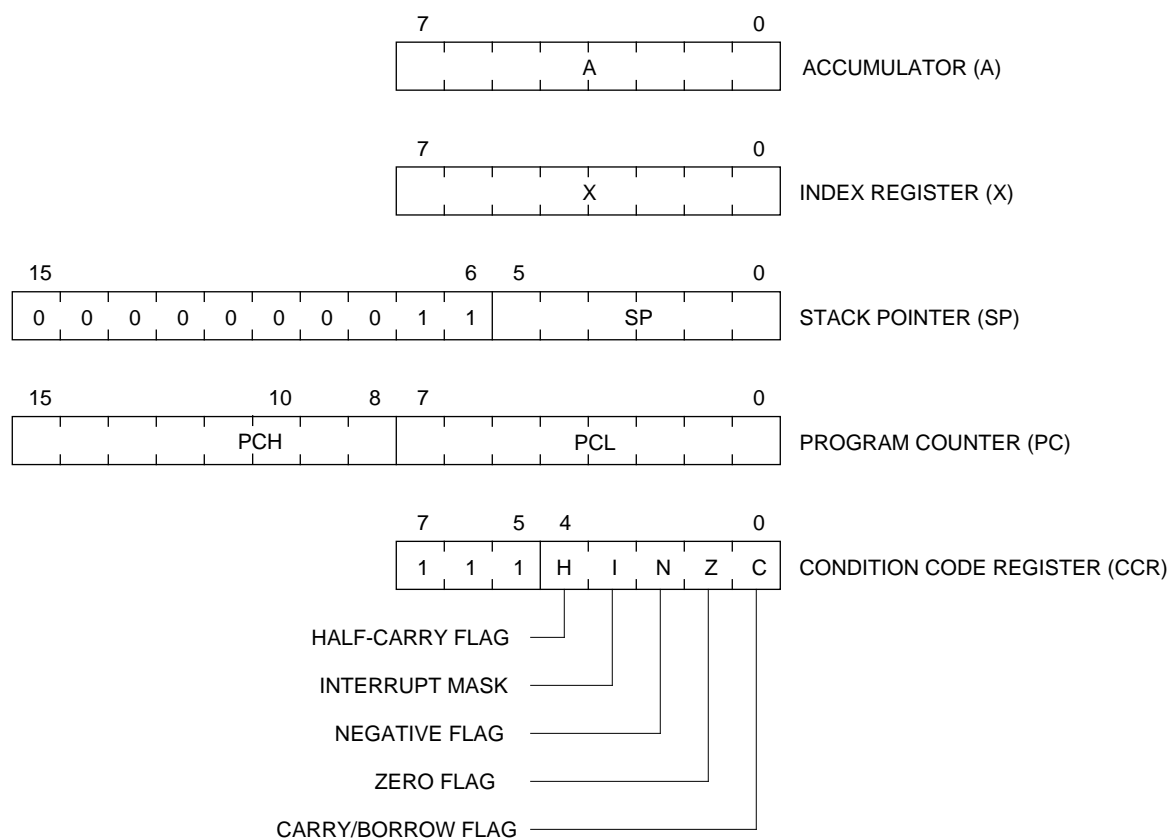 7 0
A ACCUMULATOR (A)
7 0
X INDEX REGISTER (X)
15 6 5 0
0 0 0 0 0 0 0 0 1 1 SP STACK POINTER (SP)
15 10 8 7 0
PCH PCL PROGRAM COUNTER (PC)
7 5 4 0
1 1 1 H I N Z C CONDITION CODE REGISTER (CCR)
HALF-CARRY FLAG
INTERRUPT MASK
NEGATIVE FLAG
ZERO FLAG
CARRY/BORROW FLAG